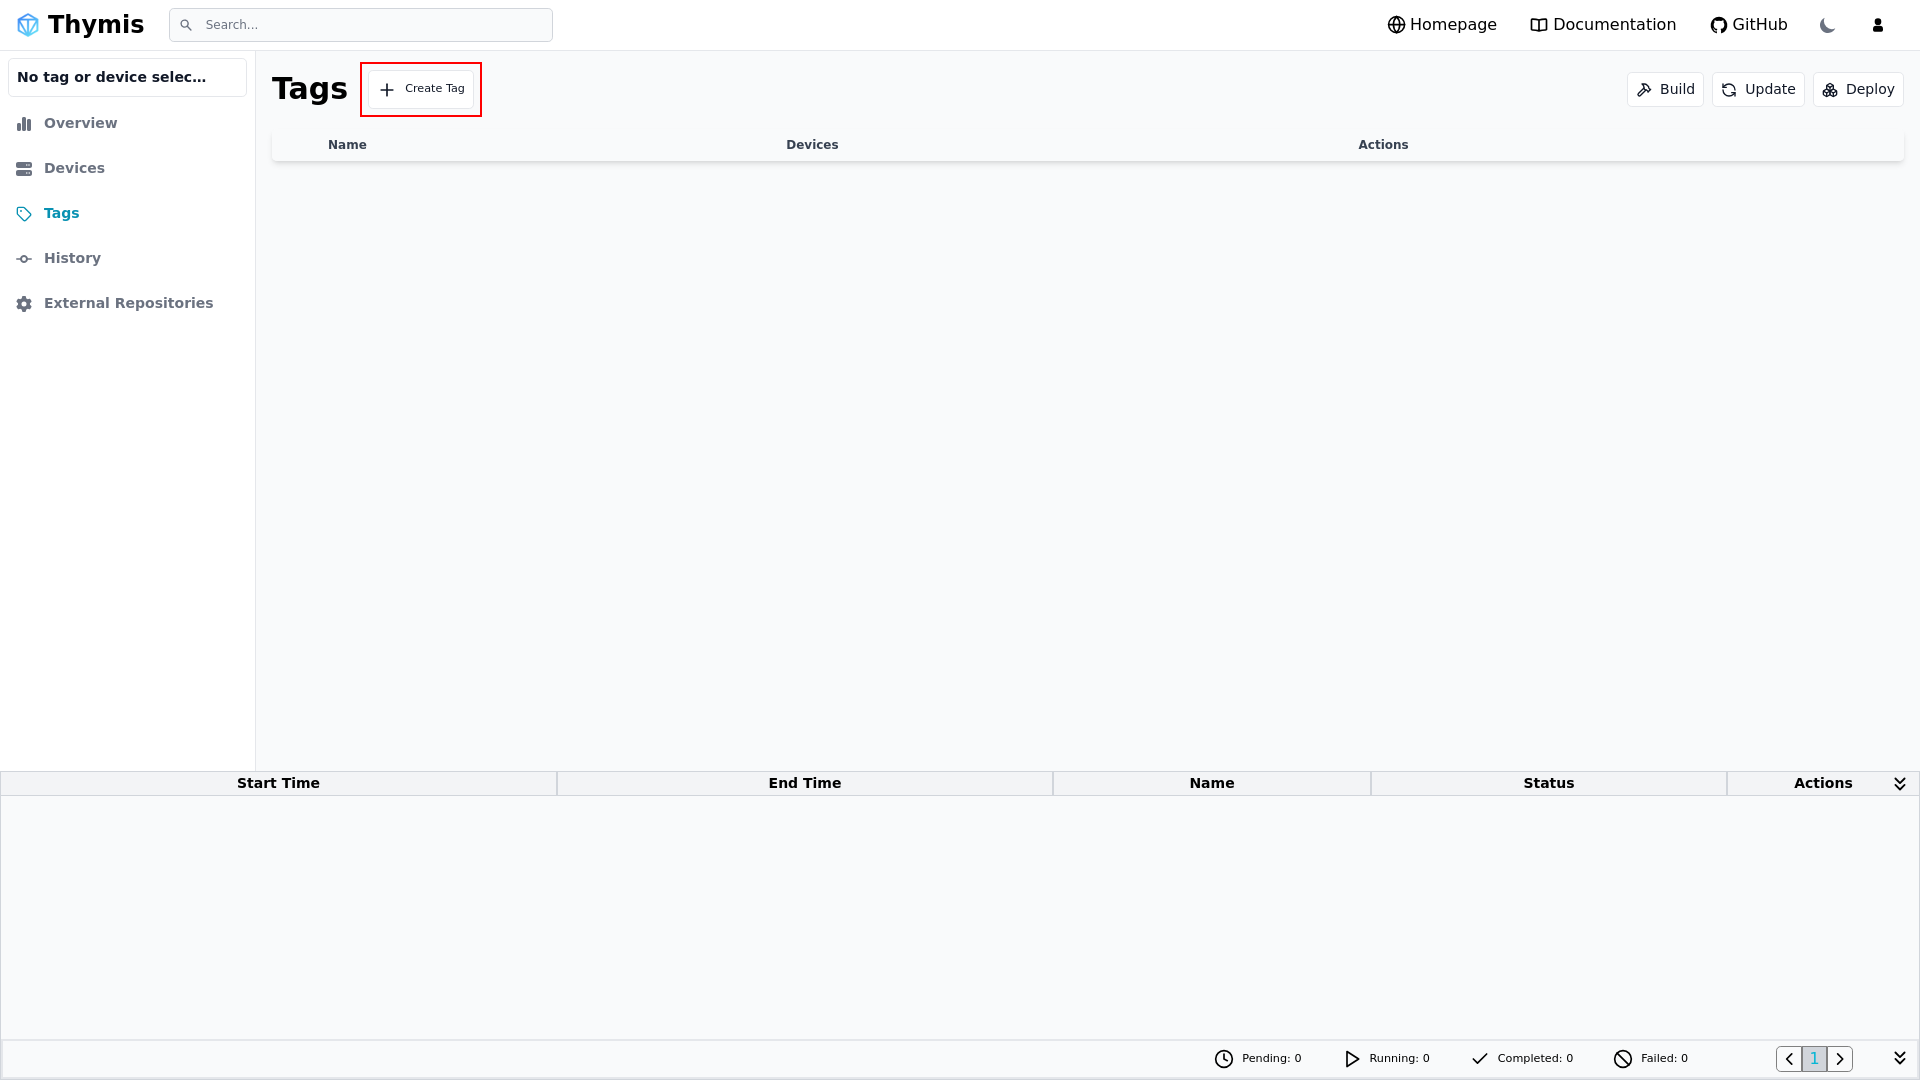 Thymis
Search...
Homepage
Documentation
GitHub
No tag or device selec...
Overview
Devices
Tags
History
External Repositories
Tags
Create Tag
Build
Update
Deploy
Name Devices Actions
Start Time End Time Name Status Actions
Pending: 0
Running: 0
Completed: 0
Failed: 0
1